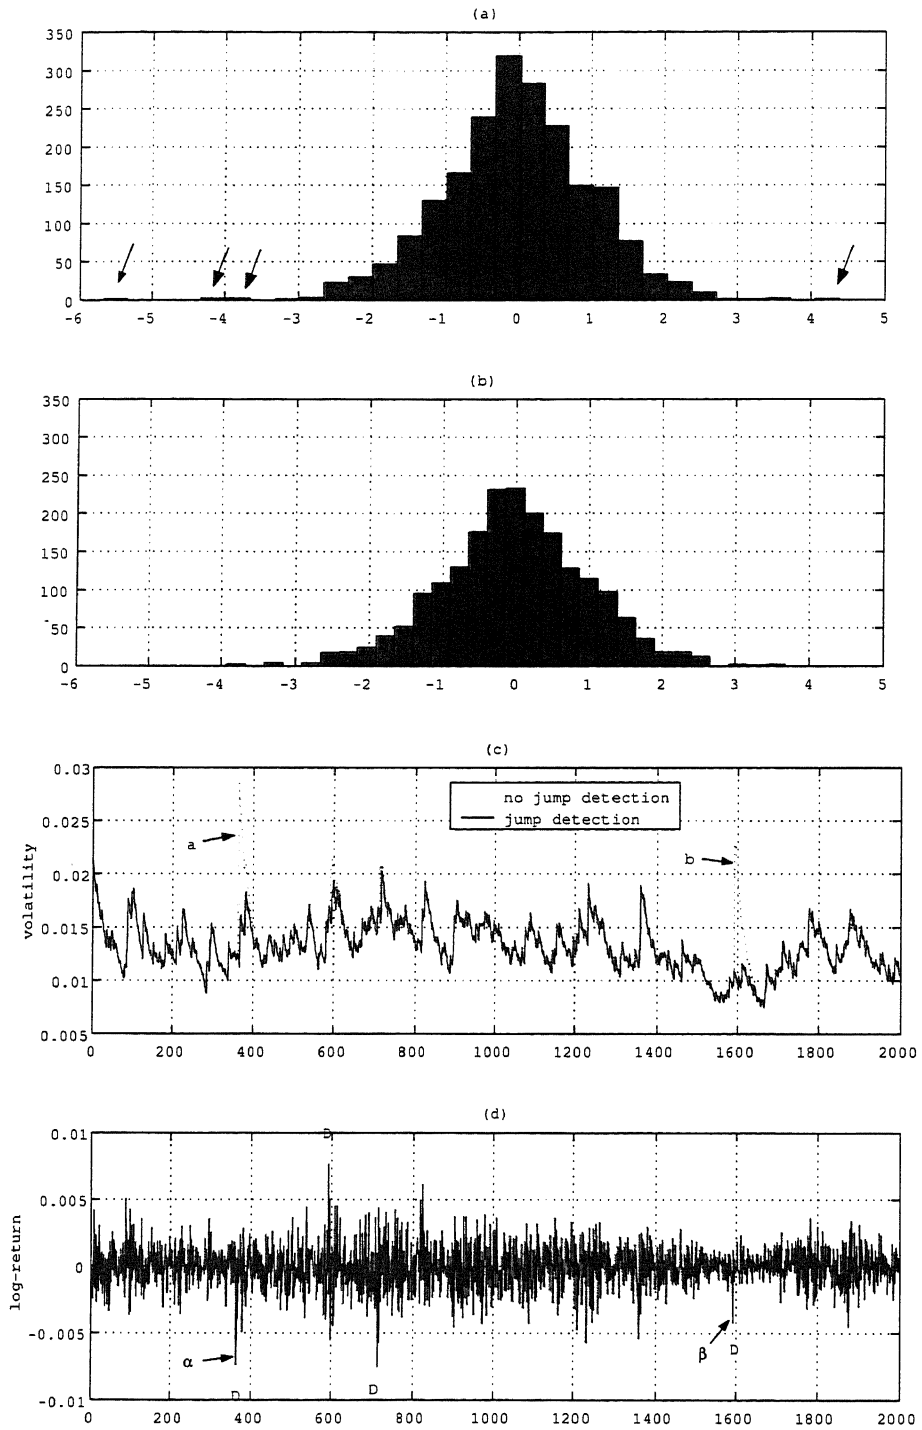 (a)
350
300
250
200
150
100
50
0
-6 -5 -4 -3 -2 -1 0 1 2 3 4 5
(b)
350
300
250
200
150
100
50
0
-6 -5 -4 -3 -2 -1 0 1 2 3 4 5
(c)
0.03
0.025
0.02
0.015
0.01
0.005
volatility
no jump detection
jump detection
a
b
0 200 400 600 800 1000 1200 1400 1600 1800 2000
(d)
0.01
0.005
0
-0.005
-0.01
log-return
D
α
β
D
D
D
0 200 400 600 800 1000 1200 1400 1600 1800 2000